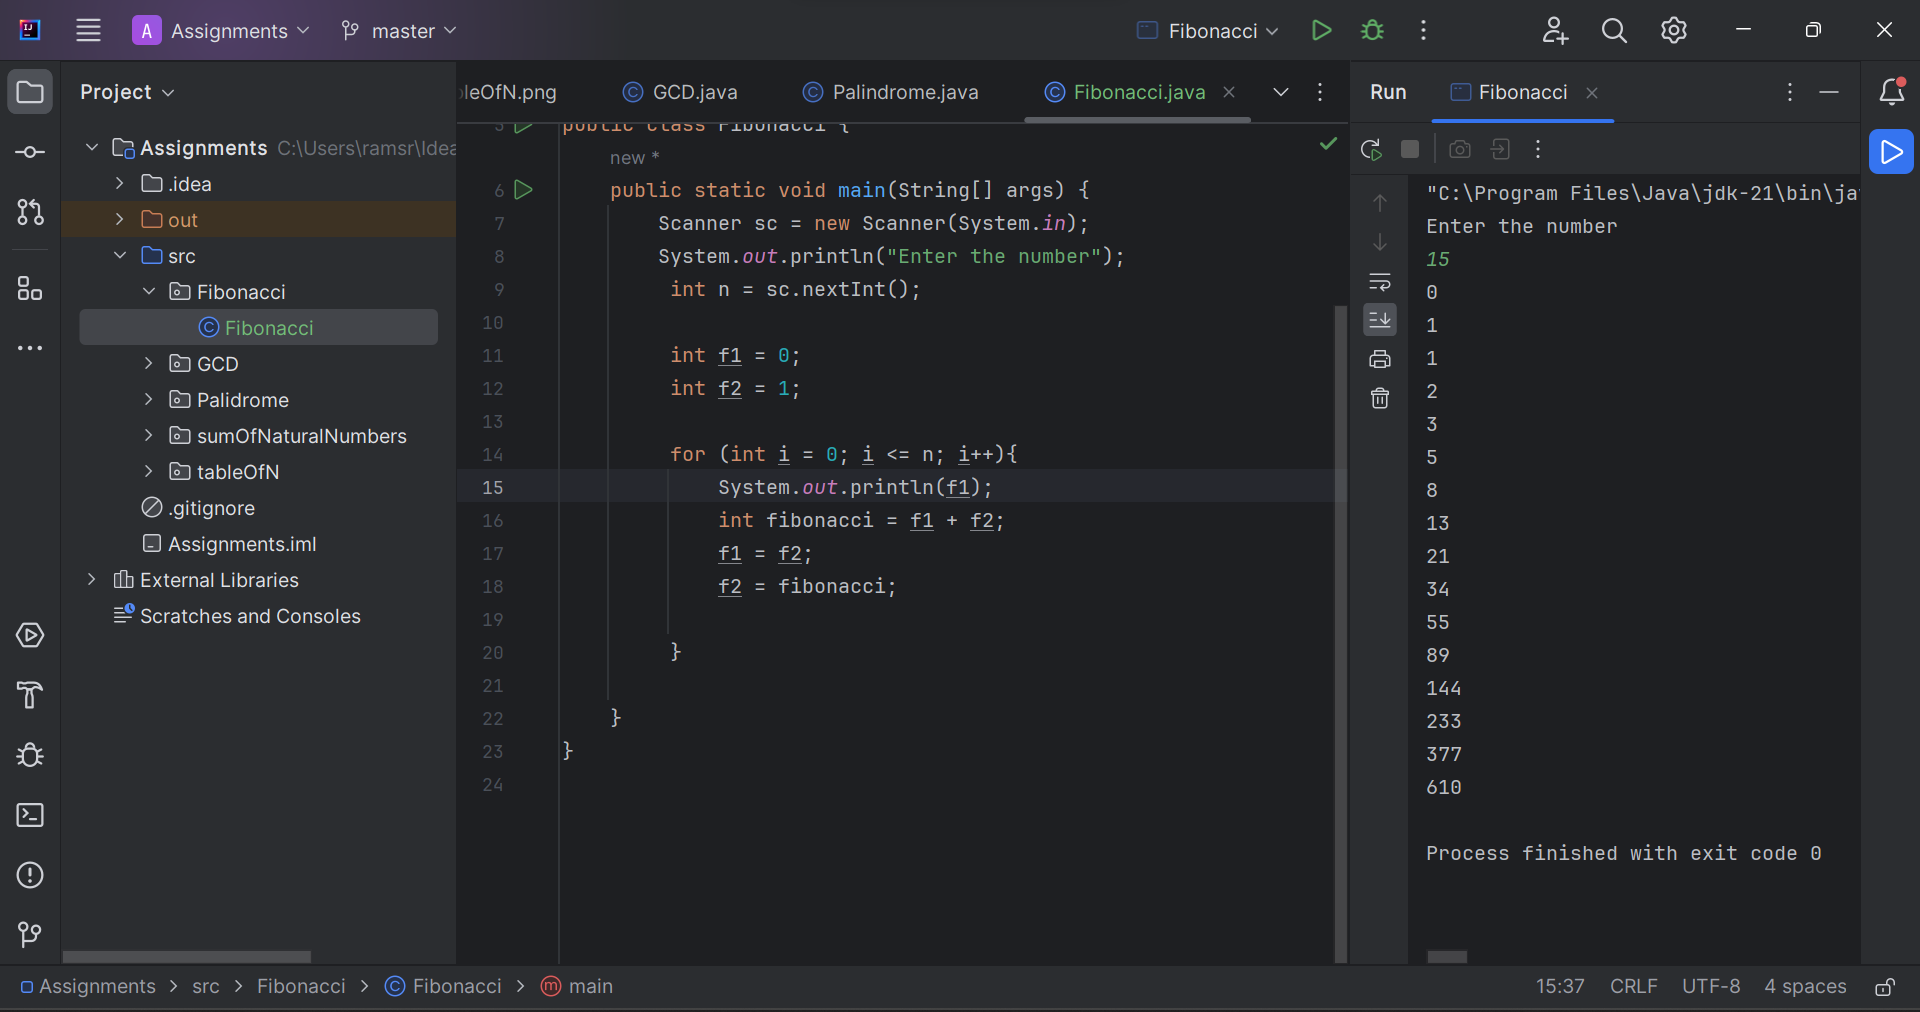 A Assignments master Fibonacci
Project
Assignments C:\Users\ramsr\Idea
.idea
out
src
Fibonacci
Fibonacci
GCD
Palidrome
sumOfNaturalNumbers
tableOfN
.gitignore
Assignments.iml
External Libraries
Scratches and Consoles
leOfN.png GCD.java Palindrome.java Fibonacci.java
5 public class Fibonacci {
new *
6 public static void main(String[] args) {
7 Scanner sc = new Scanner(System.in);
8 System.out.println("Enter the number");
9 int n = sc.nextInt();
10
11 int f1 = 0;
12 int f2 = 1;
13
14 for (int i = 0; i <= n; i++){
15 System.out.println(f1);
16 int fibonacci = f1 + f2;
17 f1 = f2;
18 f2 = fibonacci;
19
20 }
21
22 }
23 }
24
Run Fibonacci
"C:\Program Files\Java\jdk-21\bin\ja
Enter the number
15
0
1
1
2
3
5
8
13
21
34
55
89
144
233
377
610
Process finished with exit code 0
Assignments > src > Fibonacci > Fibonacci > main
15:37 CRLF UTF-8 4 spaces